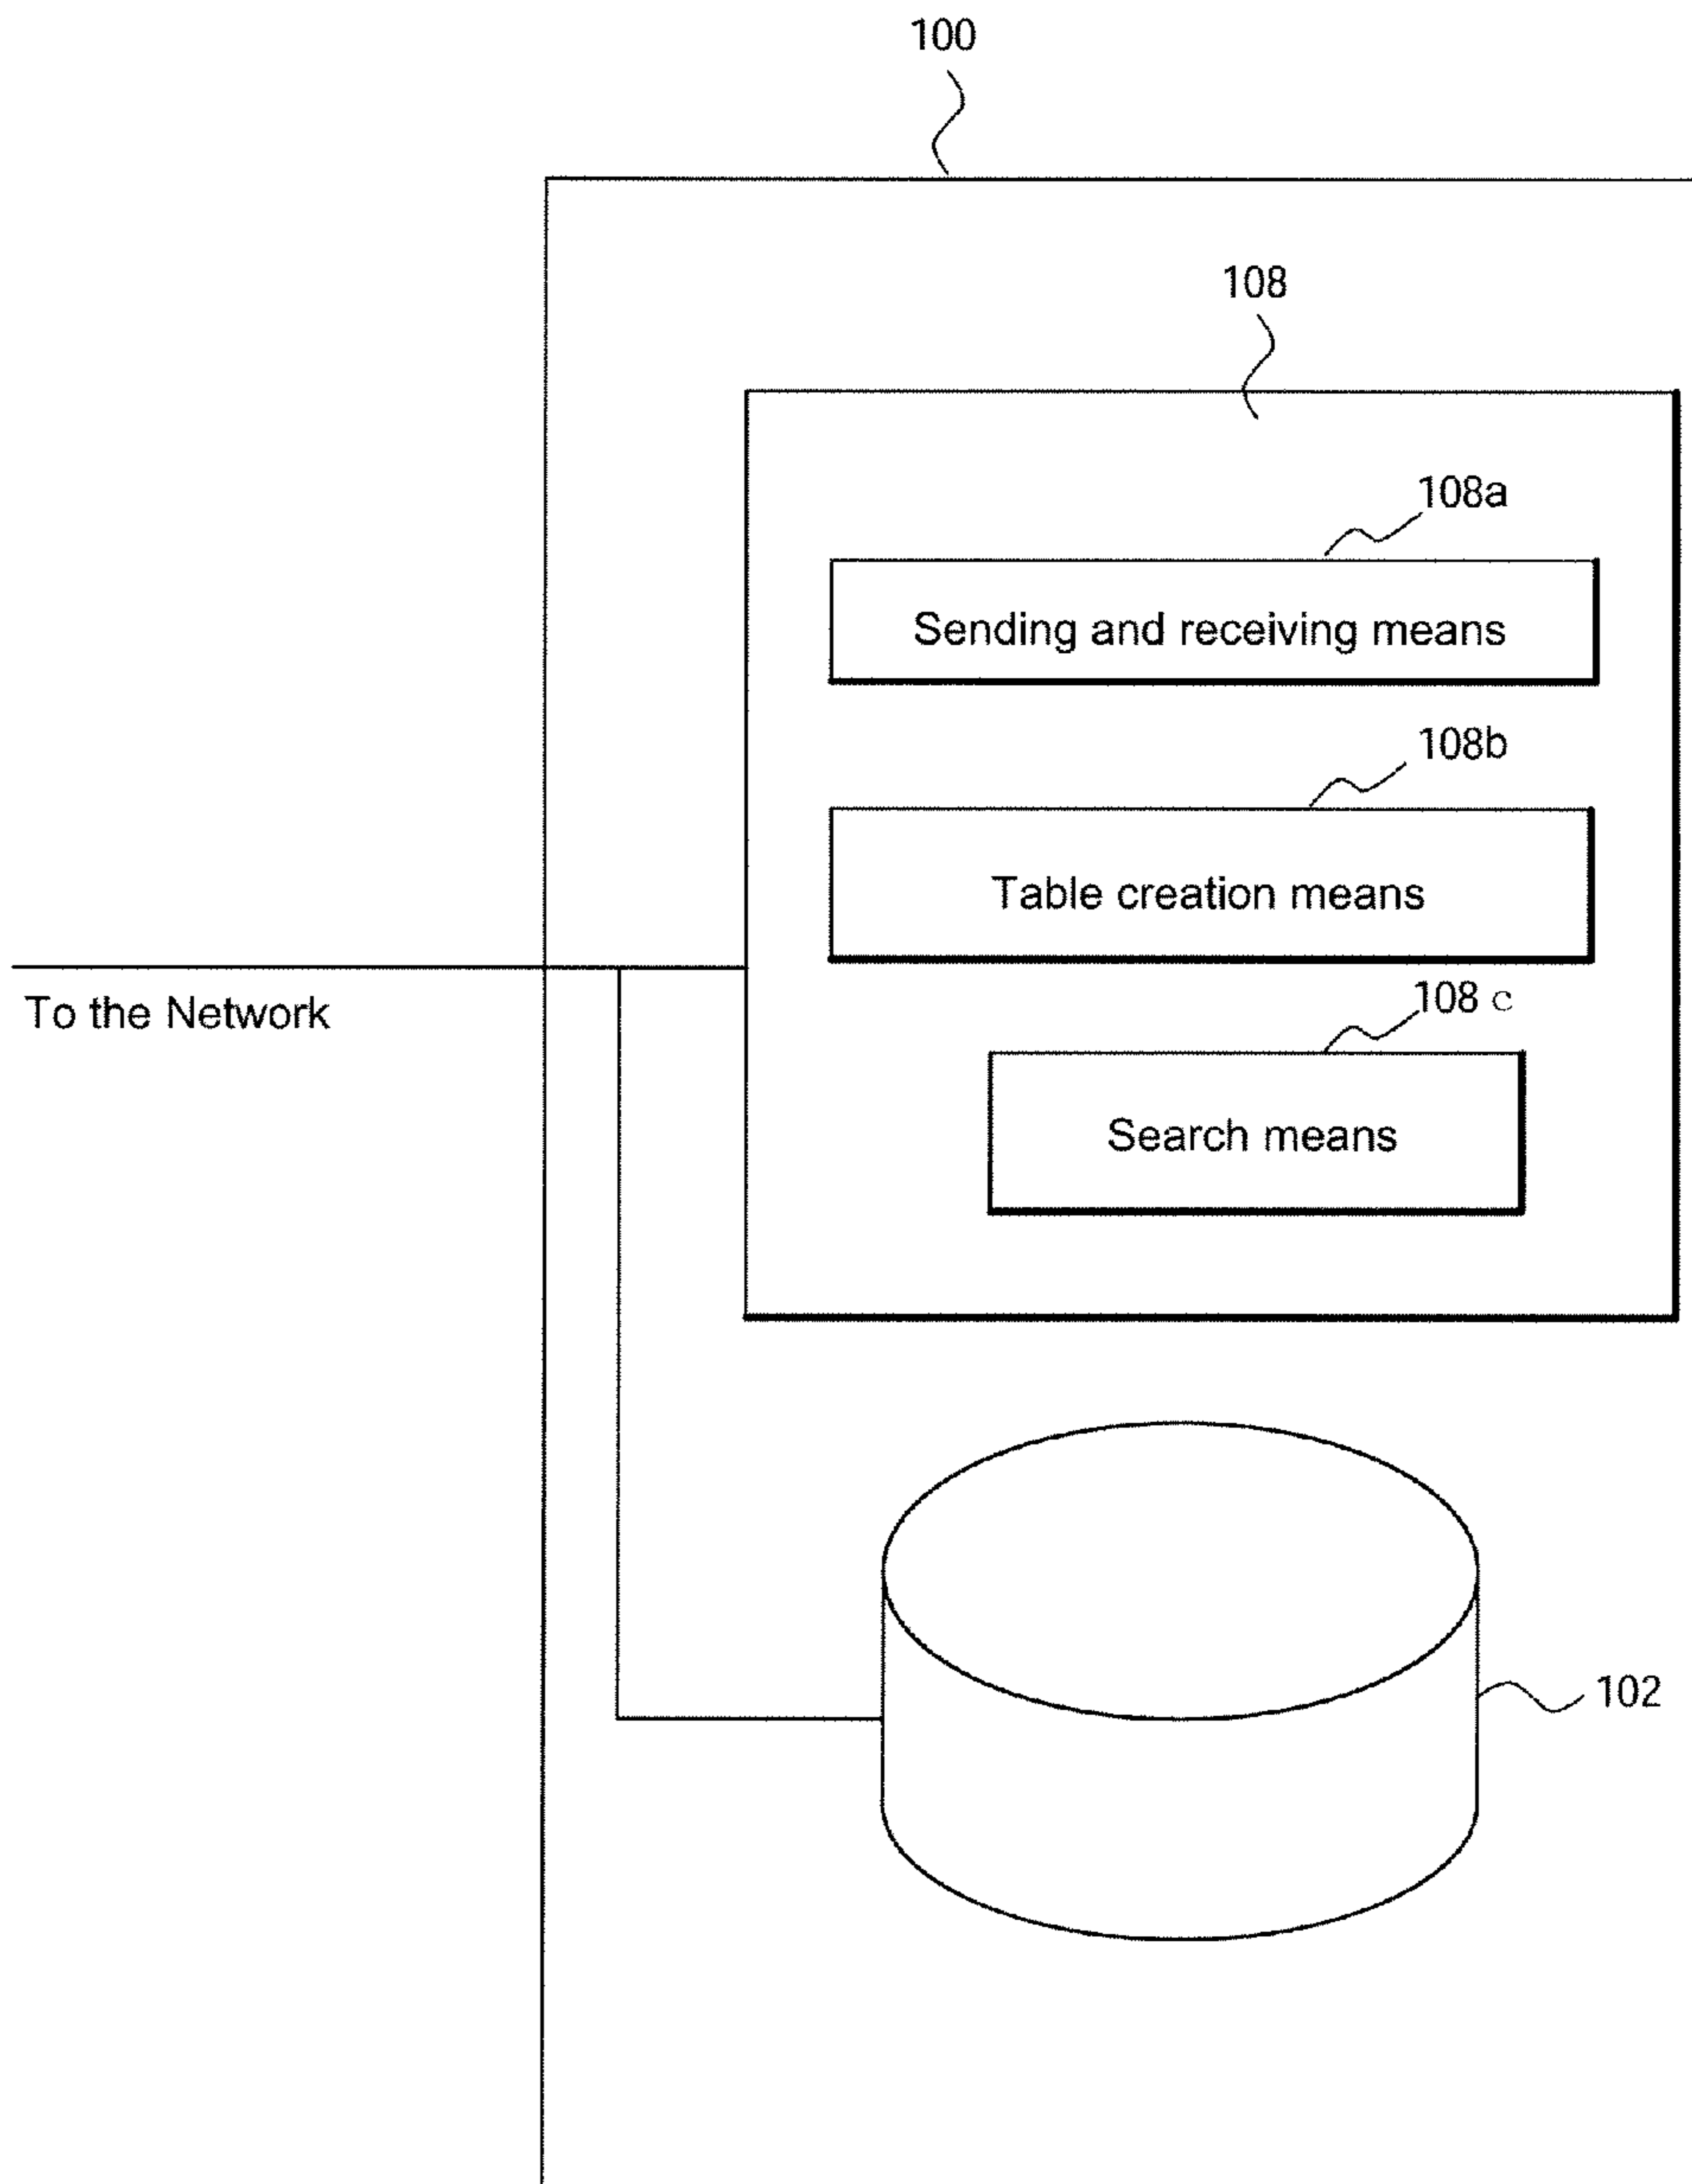 100
108
108a
Sending and receiving means
108b
Table creation means
To the Network
108 c
Search means
102